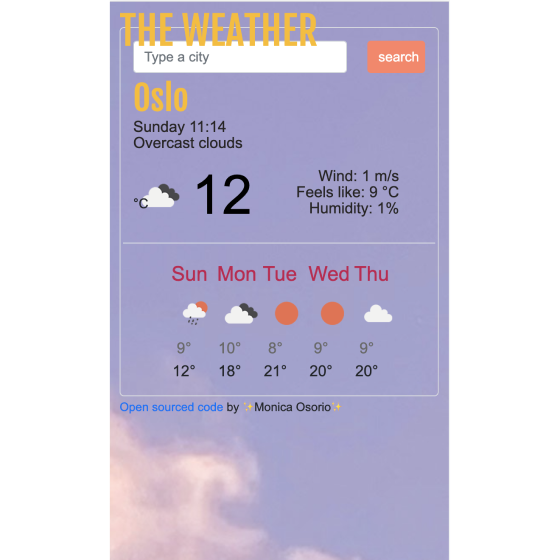 THE WEATHER
Type a city
search
Oslo
Sunday 11:14
Overcast clouds
Wind: 1 m/s
°C 12 Feels like: 9 °C
Humidity: 1%
Sun Mon Tue Wed Thu
9° 10° 8° 9° 9°
12° 18° 21° 20° 20°
Open sourced code by ✨Monica Osorio✨